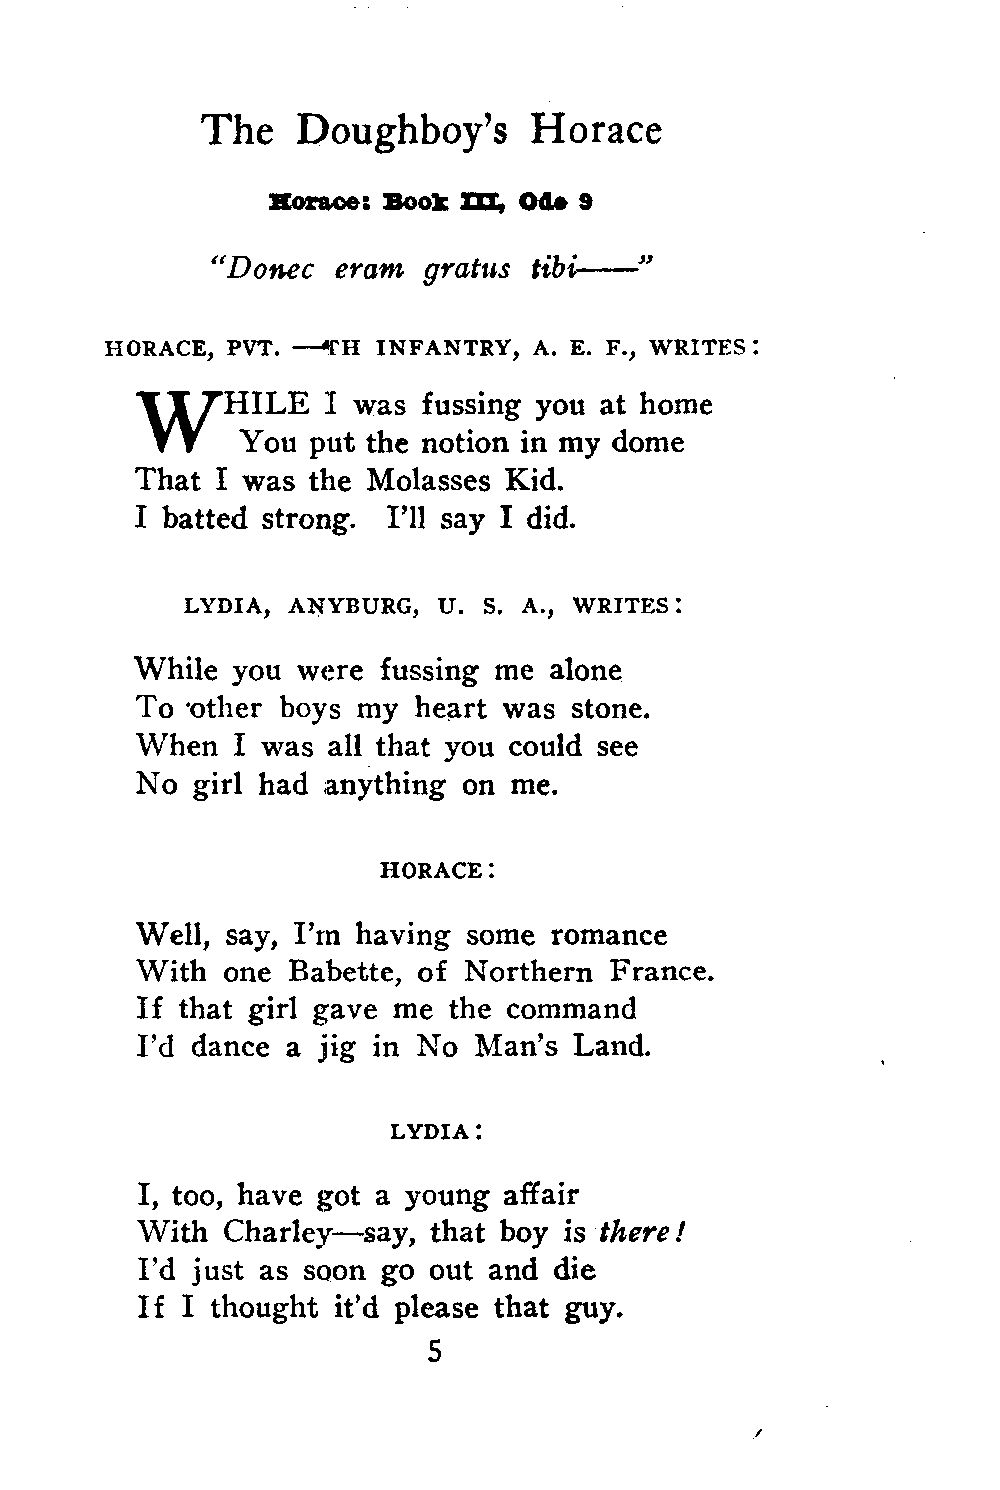 The Doughboy's Horace
Horace: Book III, Ode 9
"Donec eram gratus tibi——"
HORACE, PVT. —TH INFANTRY, A. E. F., WRITES:
WHILE I was fussing you at home
You put the notion in my dome
That I was the Molasses Kid.
I batted strong. I'll say I did.
LYDIA, ANYBURG, U. S. A., WRITES:
While you were fussing me alone
To other boys my heart was stone.
When I was all that you could see
No girl had anything on me.
HORACE:
Well, say, I'm having some romance
With one Babette, of Northern France.
If that girl gave me the command
I'd dance a jig in No Man's Land.
LYDIA:
I, too, have got a young affair
With Charley—say, that boy is there!
I'd just as soon go out and die
If I thought it'd please that guy.
5